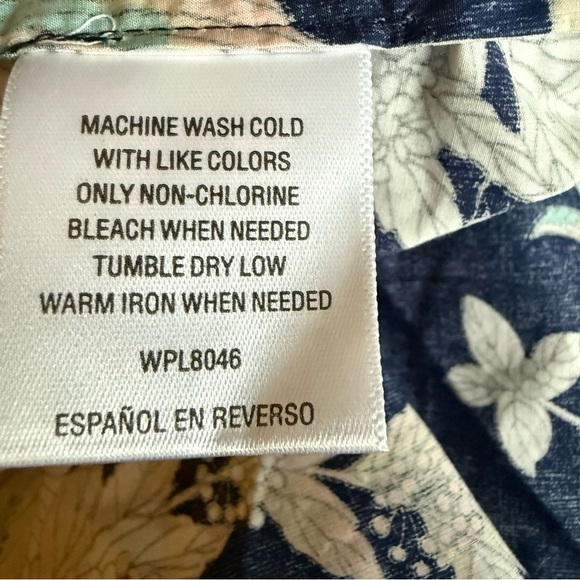 MACHINE WASH COLD
WITH LIKE COLORS
ONLY NON-CHLORINE
BLEACH WHEN NEEDED
TUMBLE DRY LOW
WARM IRON WHEN NEEDED
WPL8046
ESPAÑOL EN REVERSO